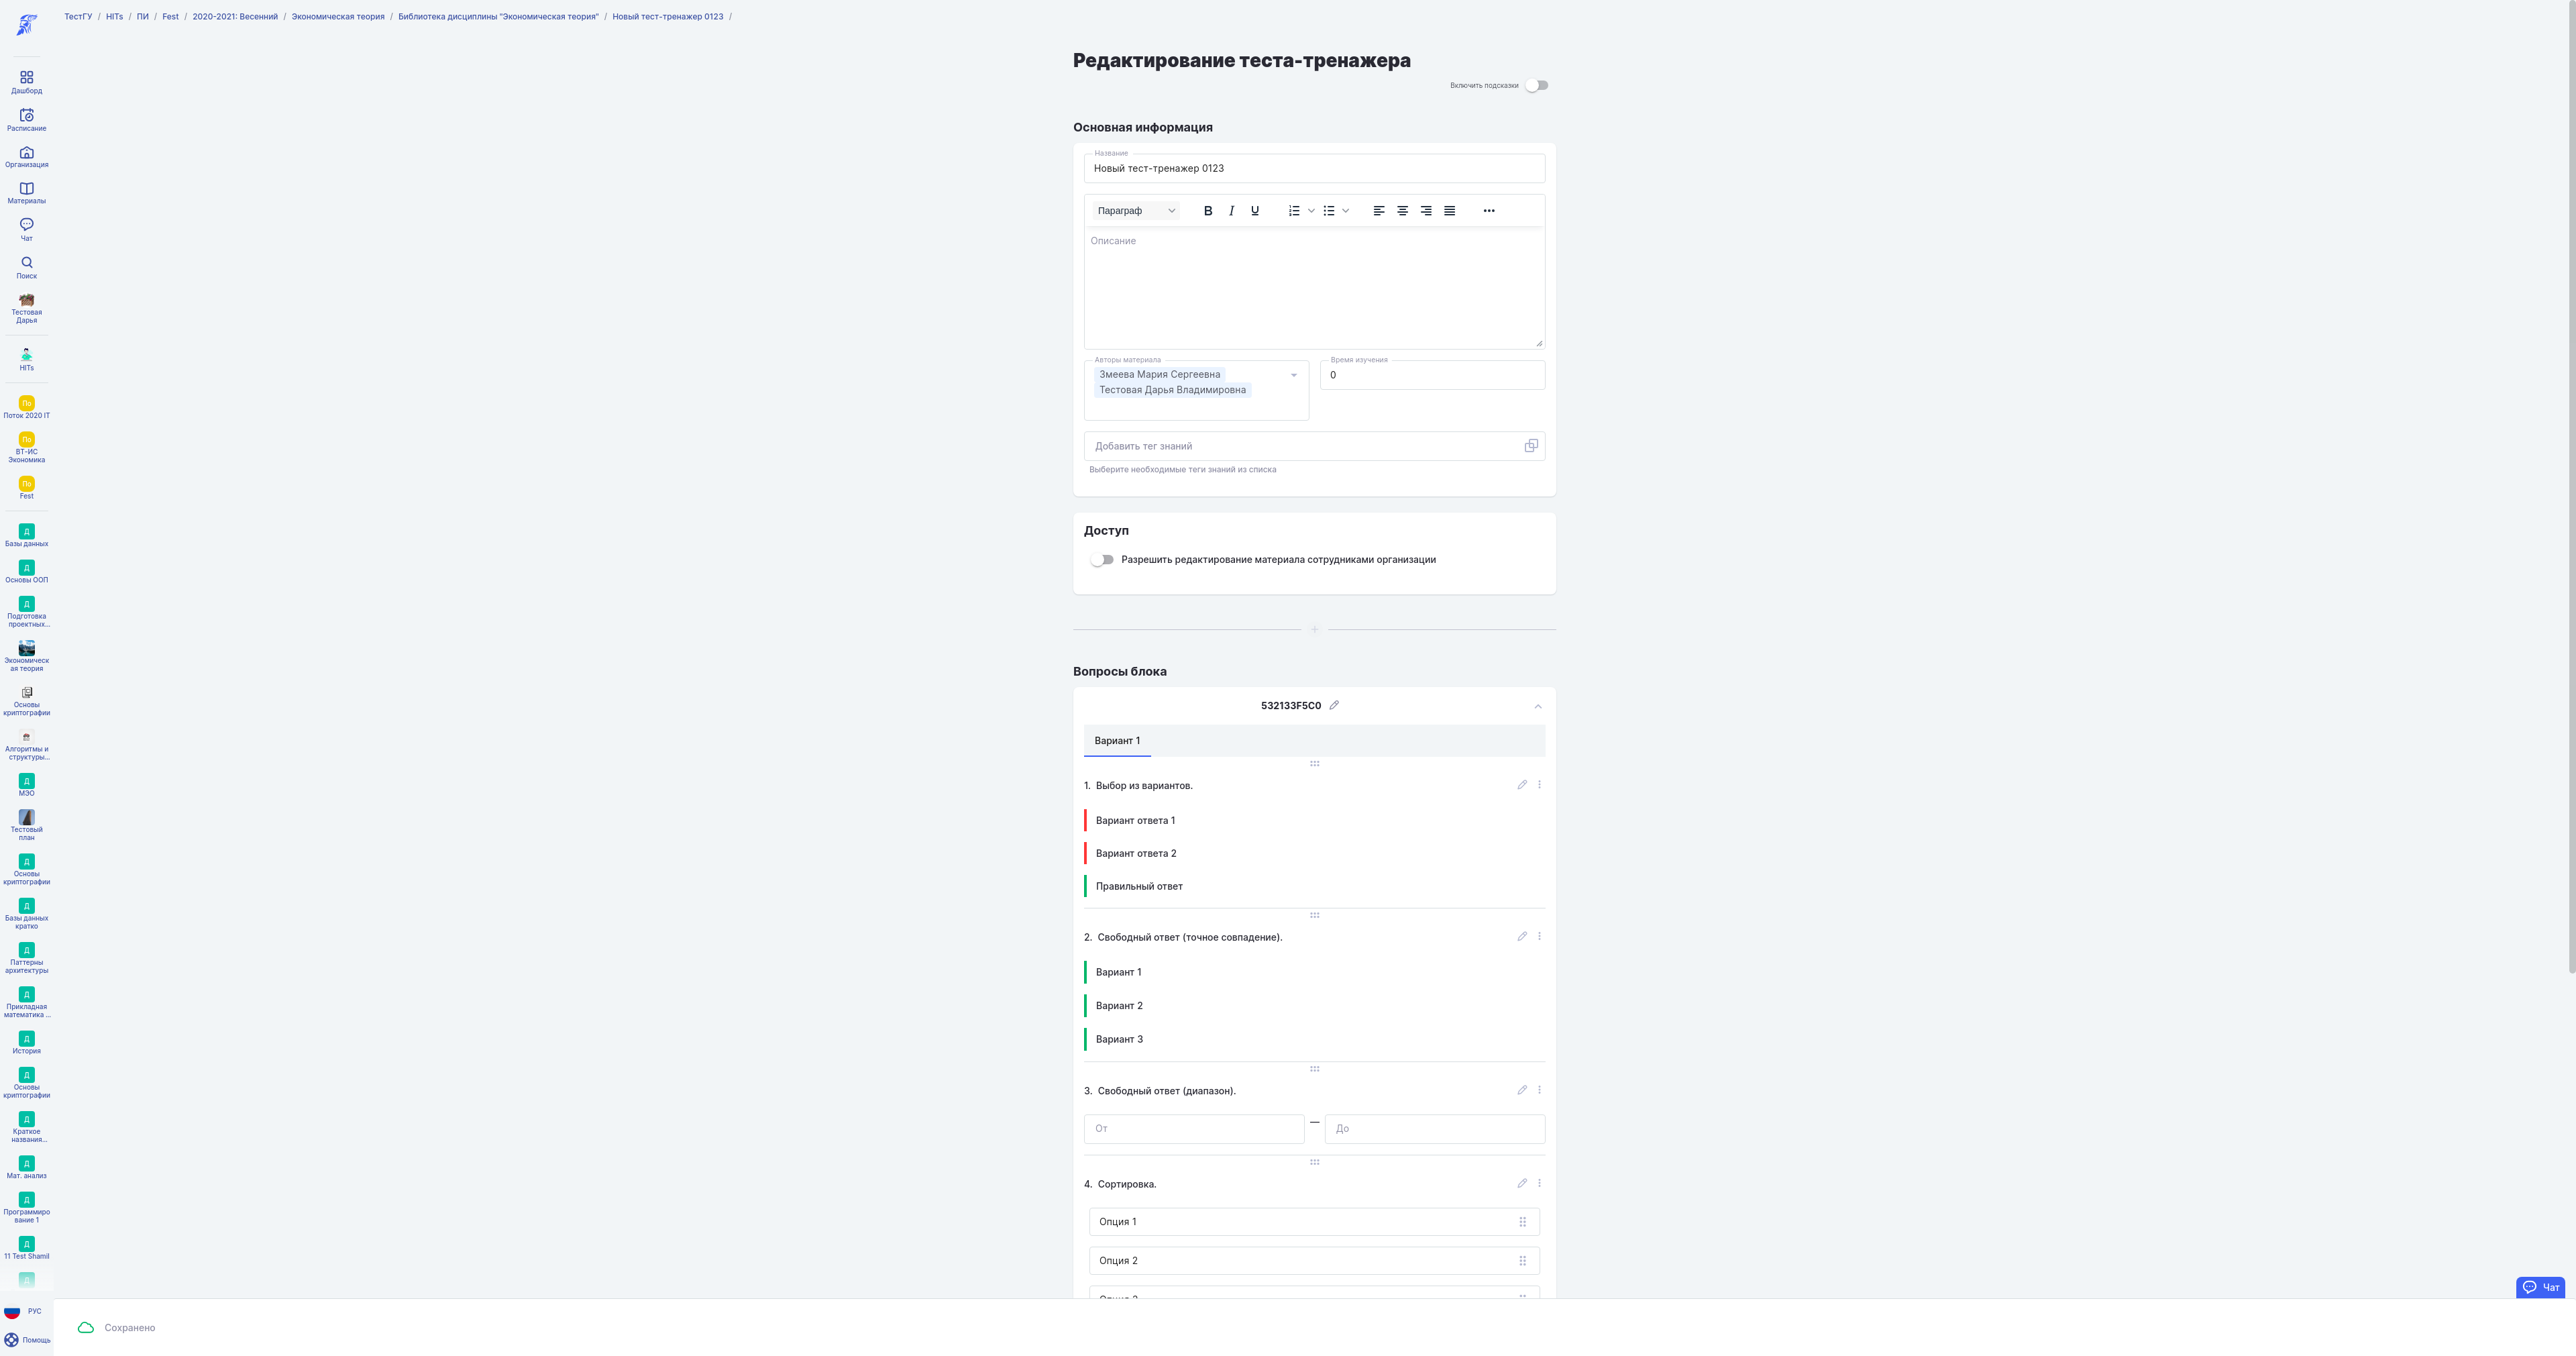 ТестГУ / HITs / ПИ / Fest / 2020-2021: Весенний / Экономическая теория / Библиотека дисциплины "Экономическая теория" / Новый тест-тренажер 0123 /
Дашборд
Расписание
Организация
Материалы
Чат
Поиск
Тестовая
Дарья
HITs
По
Поток 2020 IT
По
ВТ-ИС
Экономика
По
Fest
Д
Базы данных
Д
Основы ООП
Д
Подготовка
проектных...
Экономическ
ая теория
Основы
криптографии
Алгоритмы и
структуры...
Д
МЭО
Тестовый
план
Д
Основы
криптографии
Д
Базы данных
кратко
Д
Паттерны
архитектуры
Д
Прикладная
математика ...
Д
История
Д
Основы
криптографии
Д
Краткое
названия...
Д
Мат. анализ
Д
Программиро
вание 1
Д
11 Test Shamil
Д
РУС
Помощь
Редактирование теста-тренажера
Включить подсказки
Основная информация
Название
Новый тест-тренажер 0123
Параграф B I U
Описание
Авторы материала
Змеева Мария Сергеевна
Тестовая Дарья Владимировна
Время изучения
0
Добавить тег знаний
Выберите необходимые теги знаний из списка
Доступ
Разрешить редактирование материала сотрудниками организации
Вопросы блока
532133F5C0
Вариант 1
1. Выбор из вариантов.
Вариант ответа 1
Вариант ответа 2
Правильный ответ
2. Свободный ответ (точное совпадение).
Вариант 1
Вариант 2
Вариант 3
3. Свободный ответ (диапазон).
От — До
4. Сортировка.
Опция 1
Опция 2
Сохранено
Чат